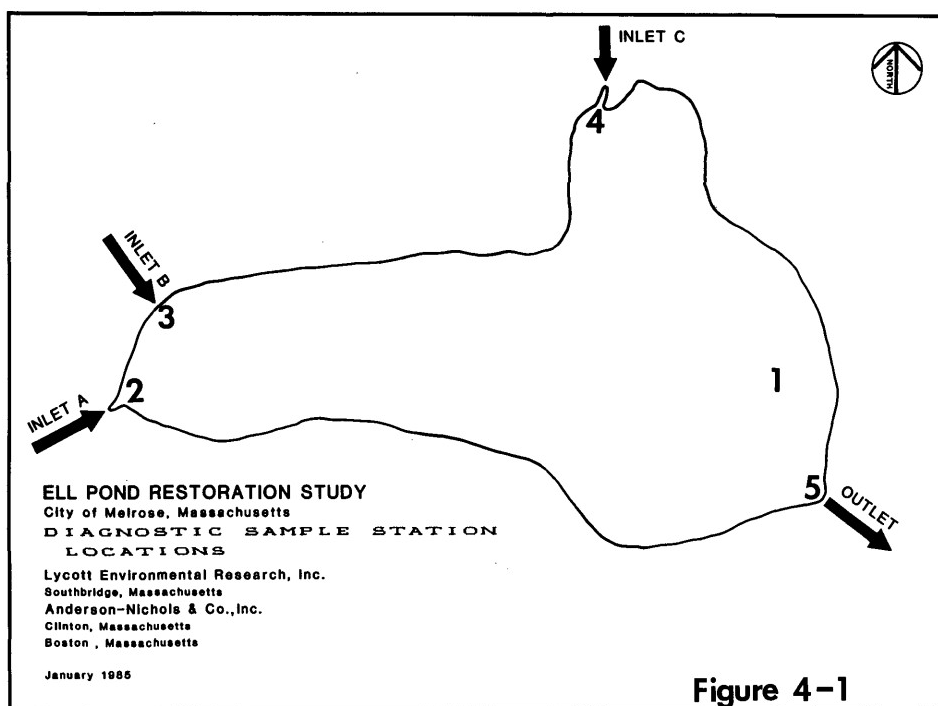 INLET C
NORTH
4
INLET B
3
2
INLET A
1
5
OUTLET
ELL POND RESTORATION STUDY
City of Melrose, Massachusetts
DIAGNOSTIC SAMPLE STATION
LOCATIONS
Lycott Environmental Research, Inc.
Southbridge, Massachusetts
Anderson-Nichols & Co.,Inc.
Clinton, Massachusetts
Boston , Massachusetts
January 1985
Figure 4-1